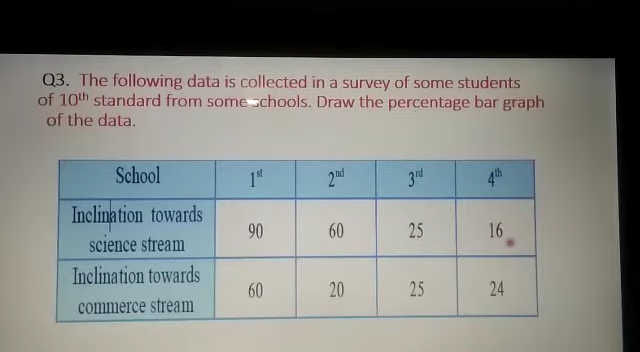 Q3. The following data is collected in a survey of some students
of 10th standard from some schools. Draw the percentage bar graph
of the data.
School 1st 2nd 3rd 4th
Inclination towards
science stream 90 60 25 16
Inclination towards
commerce stream 60 20 25 24